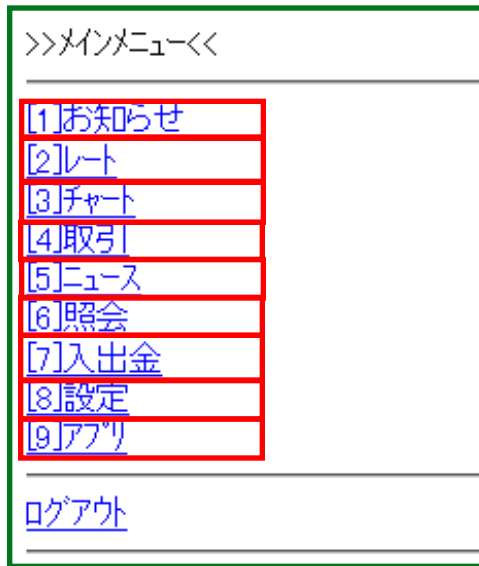 >>メインメニュー<<
[1]お知らせ
[2]レート
[3]チャート
[4]取引
[5]ニュース
[6]照会
[7]入出金
[8]設定
[9]アプリ
ログアウト